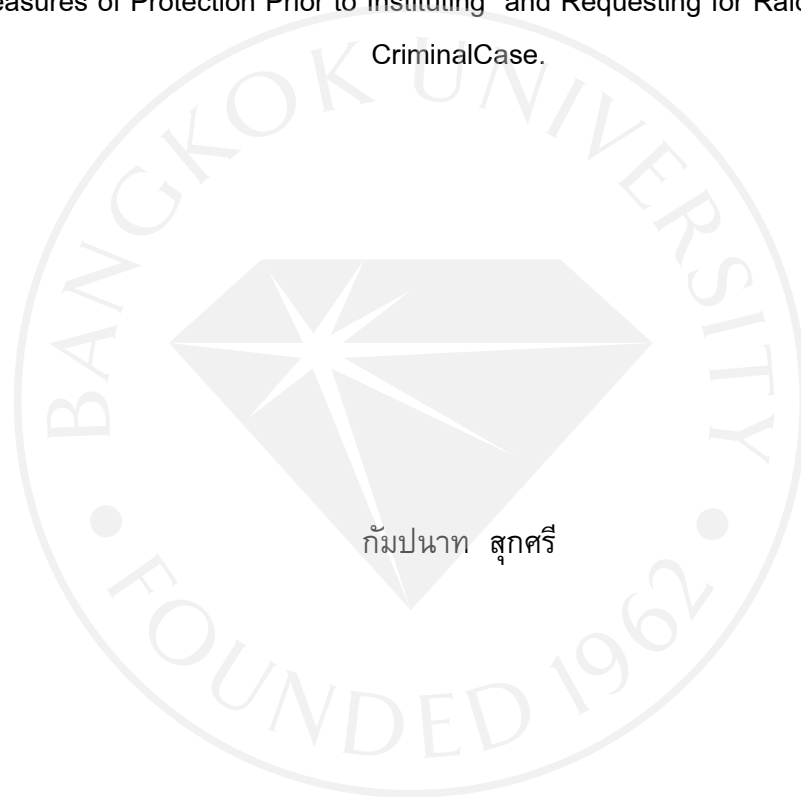 easures of Protection Prior to Instituting and Requesting for Raid
CriminalCase.
BANGKOK UNIVERSITY
กัมปนาท สุกศรี
• FOUNDED 1962 •